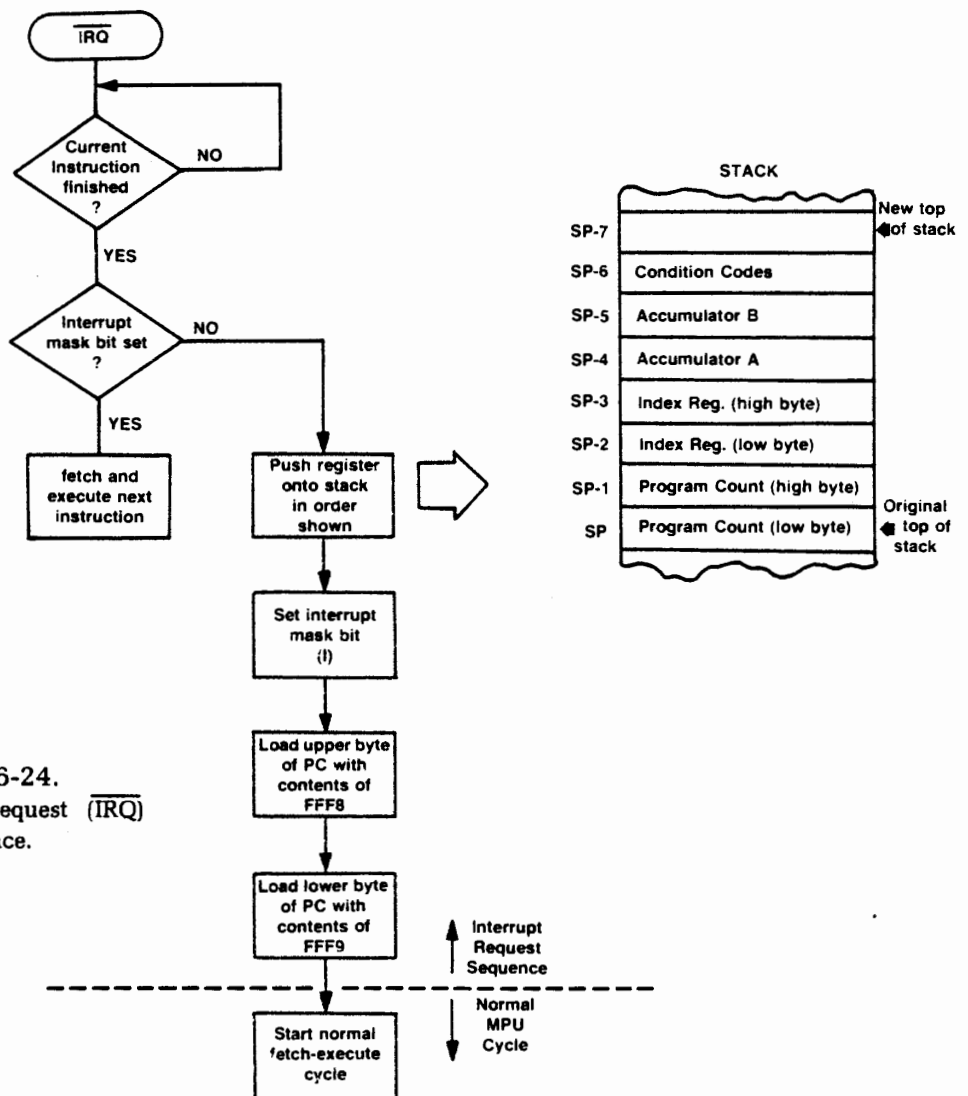 IRQ
Current
Instruction
finished
?
NO
YES
Interrupt
mask bit set
?
NO
YES
fetch and
execute next
instruction
Push register
onto stack
in order
shown
Set interrupt
mask bit
(I)
Load upper byte
of PC with
contents of
FFF8
Load lower byte
of PC with
contents of
FFF9
Interrupt
Request
Sequence
Normal
MPU
Cycle
Start normal
fetch-execute
cycle
STACK
New top
of stack
SP-7
SP-6 Condition Codes
SP-5 Accumulator B
SP-4 Accumulator A
SP-3 Index Reg. (high byte)
SP-2 Index Reg. (low byte)
SP-1 Program Count (high byte)
SP Program Count (low byte)
Original
top of
stack
6-24.
equest (IRQ)
ce.